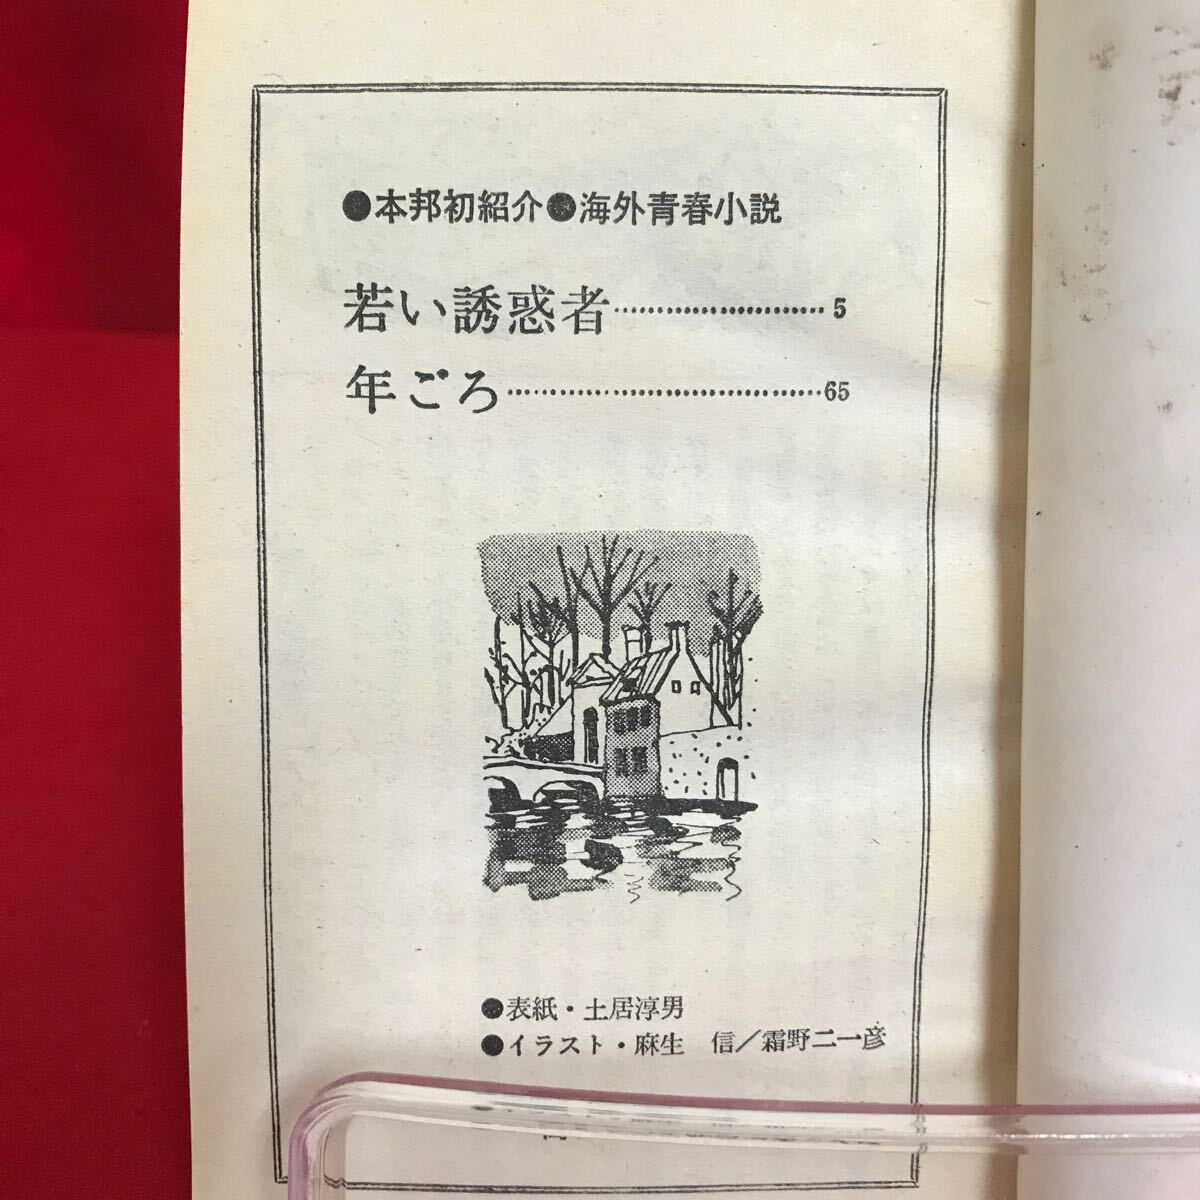 ●本邦初紹介●海外青春小説
若い誘惑者……………………5
年ごろ………………………………65
●表紙・土居淳男
●イラスト・麻生 信／霜野二一彦